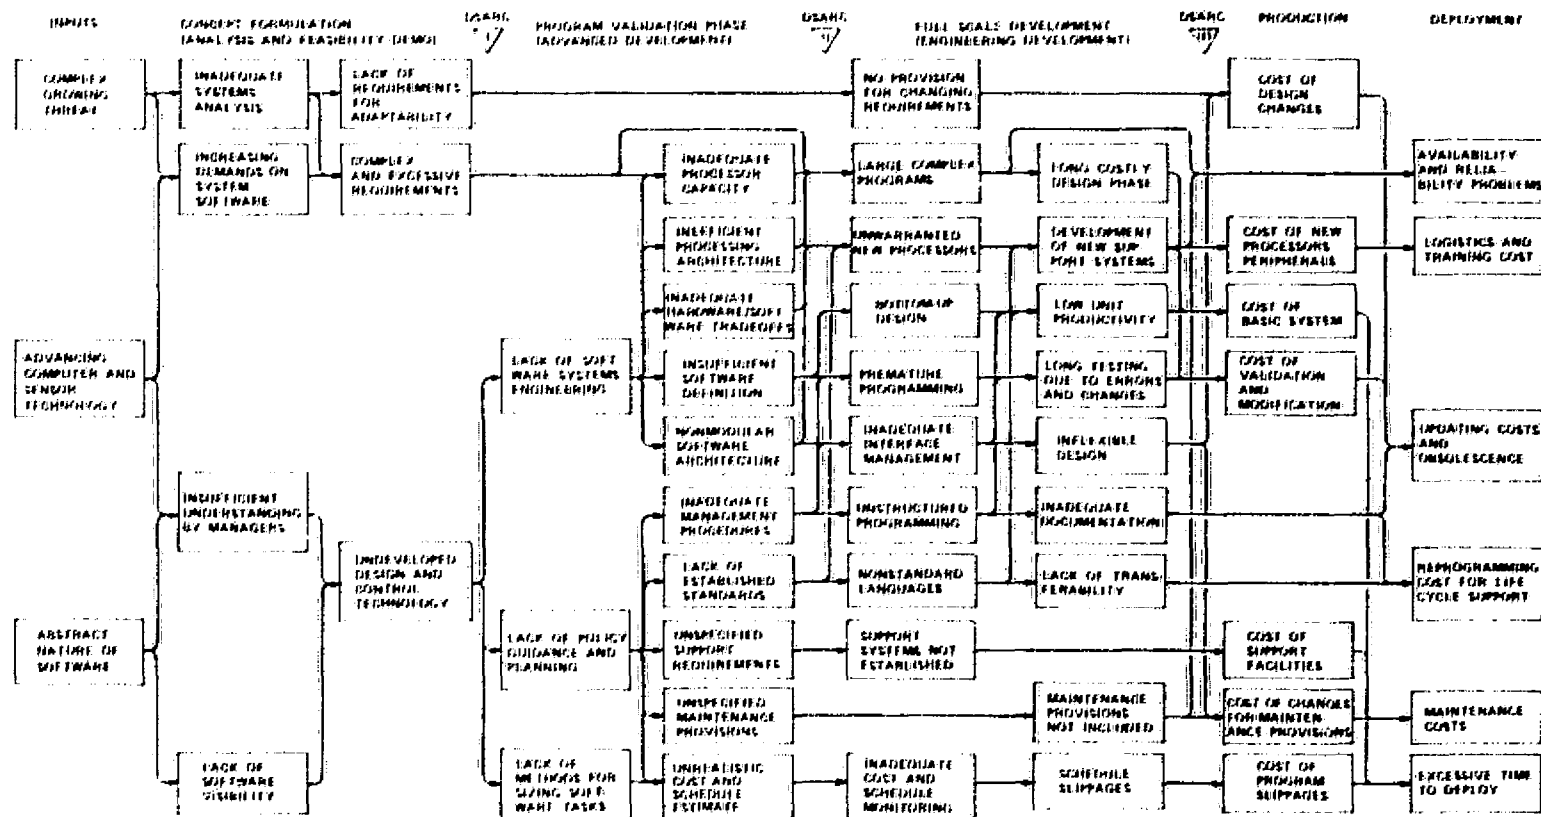 INPUTS
CONCEPT FORMULATION
(ANALYSIS AND FEASIBILITY DEMO)
DSARC
I
PROGRAM VALIDATION PHASE
(ADVANCED DEVELOPMENT)
DSARC
II
FULL SCALE DEVELOPMENT
(ENGINEERING DEVELOPMENT)
DSARC
III
PRODUCTION
DEPLOYMENT
COMPLEX
GROWING
THREAT
ADVANCING
COMPUTER AND
SENSOR
TECHNOLOGY
ABSTRACT
NATURE OF
SOFTWARE
INADEQUATE
SYSTEMS
ANALYSIS
INCREASING
DEMANDS ON
SYSTEM
SOFTWARE
INSUFFICIENT
UNDERSTANDING
BY MANAGERS
LACK OF
SOFTWARE
VISIBILITY
LACK OF
REQUIREMENTS
FOR
ADAPTABILITY
COMPLEX
AND EXCESSIVE
REQUIREMENTS
UNDEVELOPED
DESIGN AND
CONTROL
TECHNOLOGY
LACK OF SOFT
WARE SYSTEMS
ENGINEERING
LACK OF POLICY
GUIDANCE AND
PLANNING
LACK OF
METHODS FOR
SIZING SOFT
WARE TASKS
INADEQUATE
PROCESSOR
CAPACITY
INEFFICIENT
PROCESSING
ARCHITECTURE
INADEQUATE
HARDWARE/SOFT
WARE TRADEOFFS
INSUFFICIENT
SOFTWARE
DEFINITION
NONMODULAR
SOFTWARE
ARCHITECTURE
INADEQUATE
MANAGEMENT
PROCEDURES
LACK OF
ESTABLISHED
STANDARDS
UNSPECIFIED
SUPPORT
REQUIREMENTS
UNSPECIFIED
MAINTENANCE
PROVISIONS
UNREALISTIC
COST AND
SCHEDULE
ESTIMATE
NO PROVISION
FOR CHANGING
REQUIREMENTS
LARGE COMPLEX
PROGRAMS
UNWARRANTED
NEW PROCESSORS
BOTTOM-UP
DESIGN
PREMATURE
PROGRAMMING
INADEQUATE
INTERFACE
MANAGEMENT
UNSTRUCTURED
PROGRAMMING
NONSTANDARD
LANGUAGES
SUPPORT
SYSTEMS NOT
ESTABLISHED
INADEQUATE
COST AND
SCHEDULE
MONITORING
LONG COSTLY
DESIGN PHASE
DEVELOPMENT
OF NEW SUP
PORT SYSTEMS
LOW UNIT
PRODUCTIVITY
LONG TESTING
DUE TO ERRORS
AND CHANGES
INFLEXIBLE
DESIGN
INADEQUATE
DOCUMENTATION
LACK OF TRANS-
FERABILITY
MAINTENANCE
PROVISIONS
NOT INCLUDED
SCHEDULE
SLIPPAGES
COST OF
DESIGN
CHANGES
COST OF NEW
PROCESSORS
PERIPHERALS
COST OF
BASIC SYSTEM
COST OF
VALIDATION
AND
MODIFICATION
COST OF
SUPPORT
FACILITIES
COST OF CHANGES
FOR MAINTEN-
ANCE PROVISIONS
COST OF
PROGRAM
SLIPPAGES
AVAILABILITY
AND RELIA-
BILITY PROBLEMS
LOGISTICS AND
TRAINING COST
UPDATING COSTS
AND
OBSOLESCENCE
REPROGRAMMING
COST FOR LIFE
CYCLE SUPPORT
MAINTENANCE
COSTS
EXCESSIVE TIME
TO DEPLOY